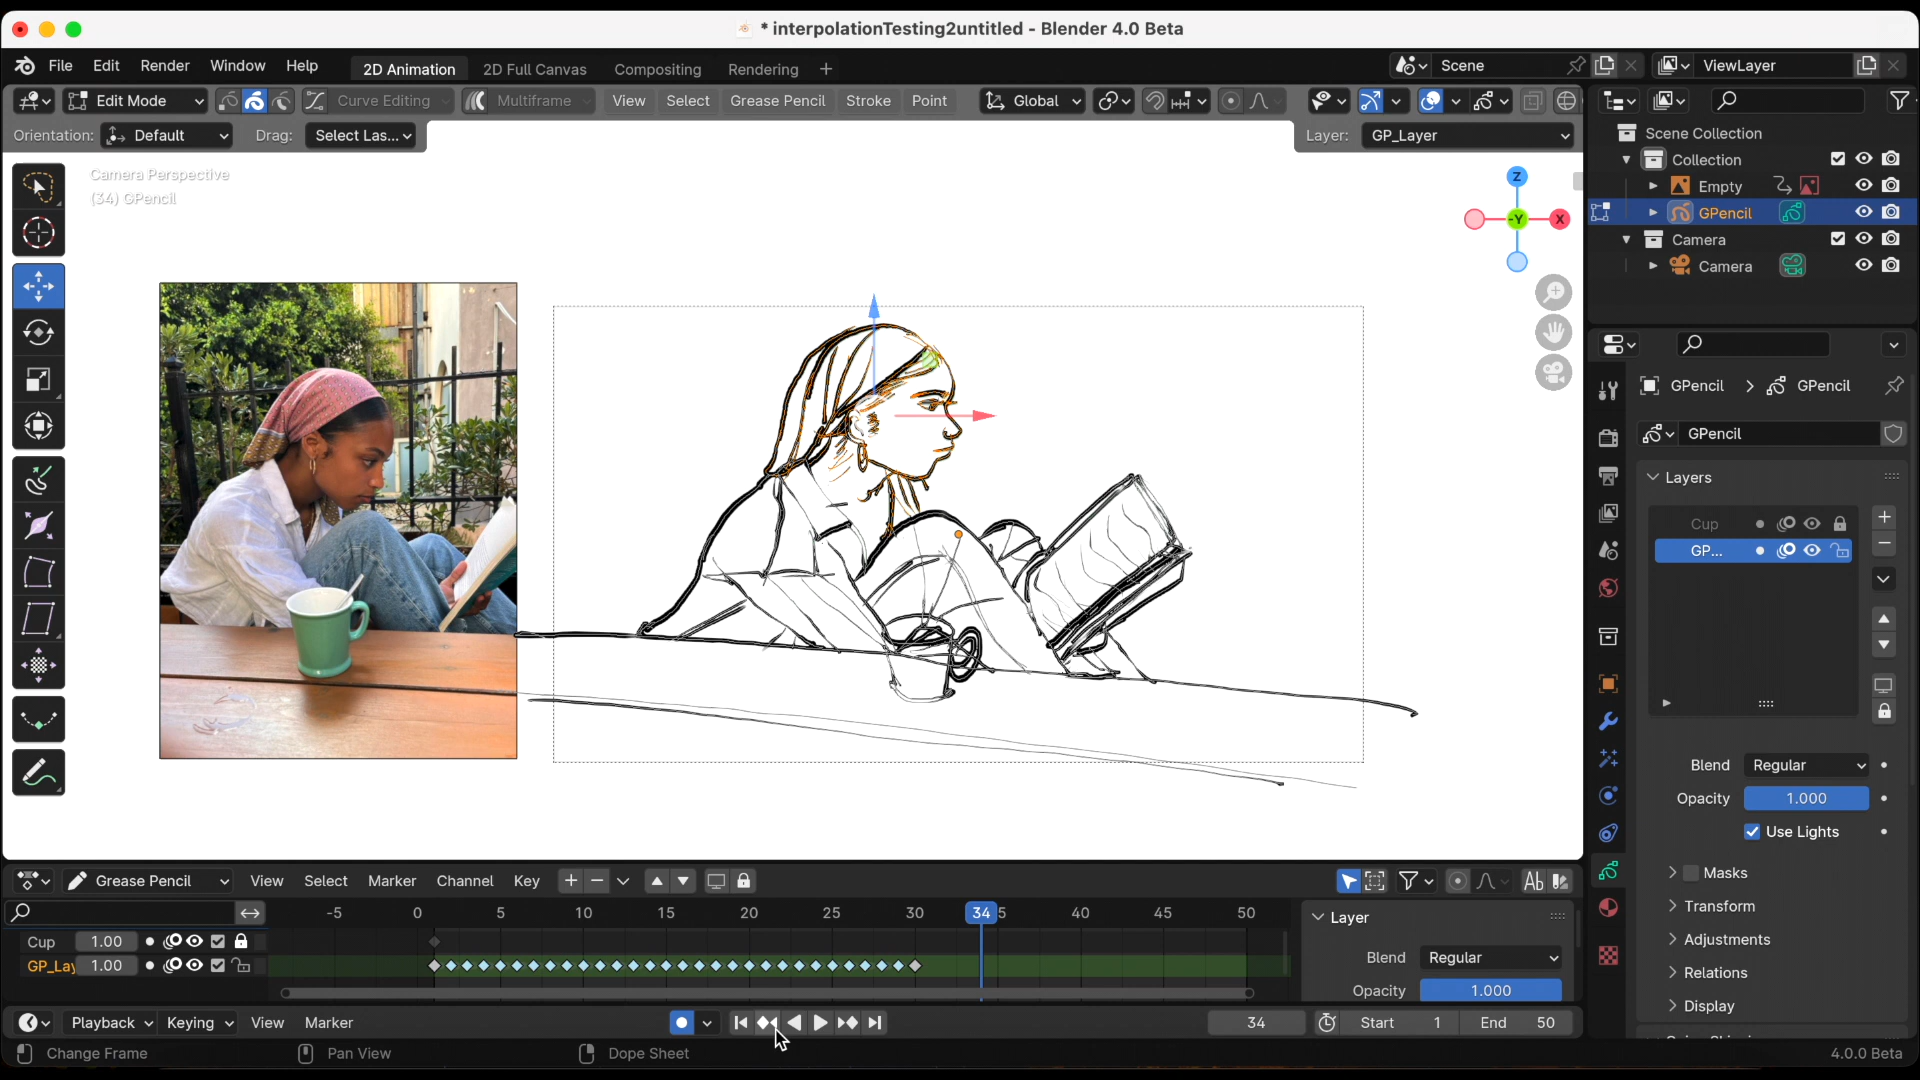 * interpolationTesting2untitled - Blender 4.0 Beta
File Edit Render Window Help 2D Animation 2D Full Canvas Compositing Rendering + Scene ViewLayer
Edit Mode Curve Editing Multiframe View Select Grease Pencil Stroke Point Global
Orientation: Default Drag: Select Las... Layer: GP_Layer
Camera Perspective
(34) GPencil
Z
-Y
X
Scene Collection
Collection
Empty
GPencil
Camera
Camera
GPencil > GPencil
GPencil
Layers
Cup
GP...
Blend Regular
Opacity 1.000
Use Lights
Masks
Transform
Adjustments
Relations
Display
Grease Pencil View Select Marker Channel Key
-5 0 5 10 15 20 25 30 34 5 40 45 50
Cup 1.00
GP_Lay 1.00
Layer
Blend Regular
Opacity 1.000
Playback Keying View Marker 34 Start 1 End 50
Change Frame Pan View Dope Sheet 4.0.0 Beta